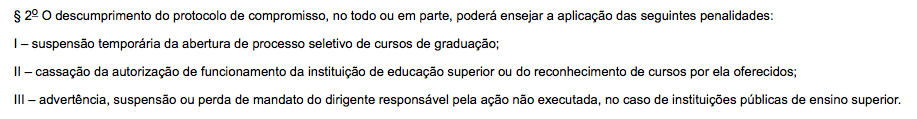 § 2º O descumprimento do protocolo de compromisso, no todo ou em parte, poderá ensejar a aplicação das seguintes penalidades:
I – suspensão temporária da abertura de processo seletivo de cursos de graduação;
II – cassação da autorização de funcionamento da instituição de educação superior ou do reconhecimento de cursos por ela oferecidos;
III – advertência, suspensão ou perda de mandato do dirigente responsável pela ação não executada, no caso de instituições públicas de ensino superior.